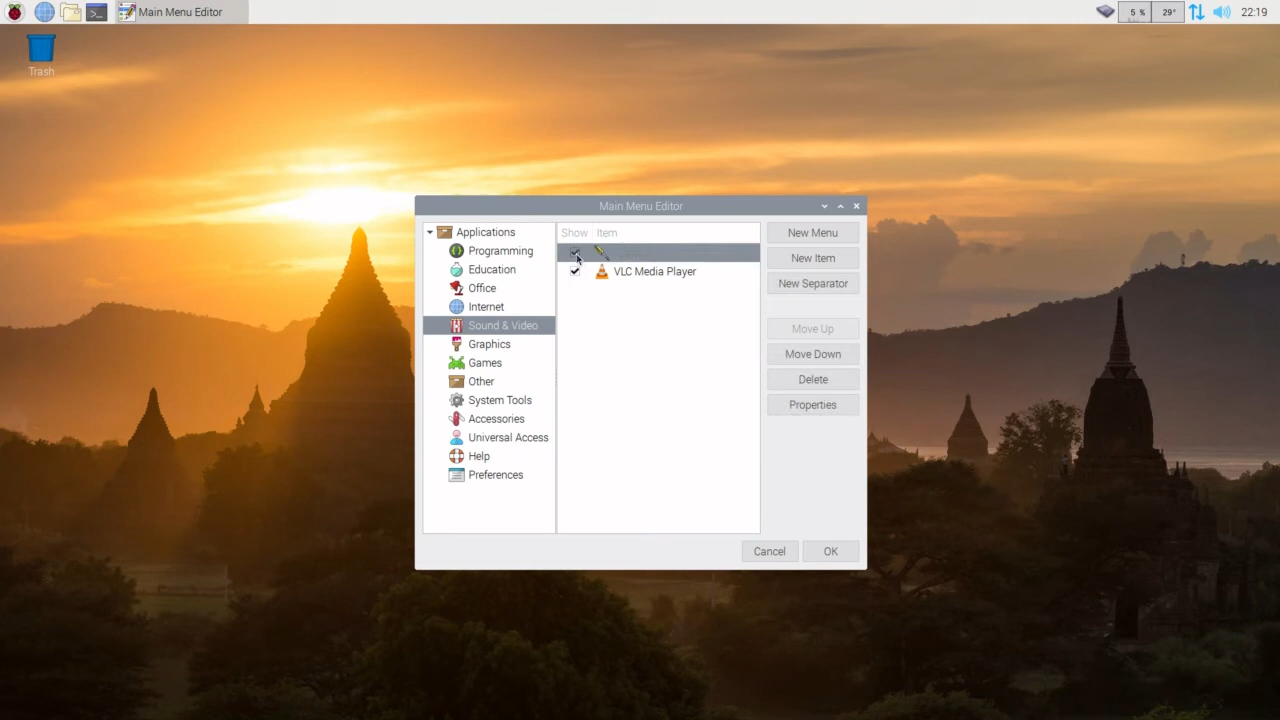 Main Menu Editor
5 %
29°
22:19
Trash
Main Menu Editor
Applications
Programming
Education
Office
Internet
Sound & Video
Graphics
Games
Other
System Tools
Accessories
Universal Access
Help
Preferences
Show Item
VLC Media Player
New Menu
New Item
New Separator
Move Up
Move Down
Delete
Properties
Cancel
OK